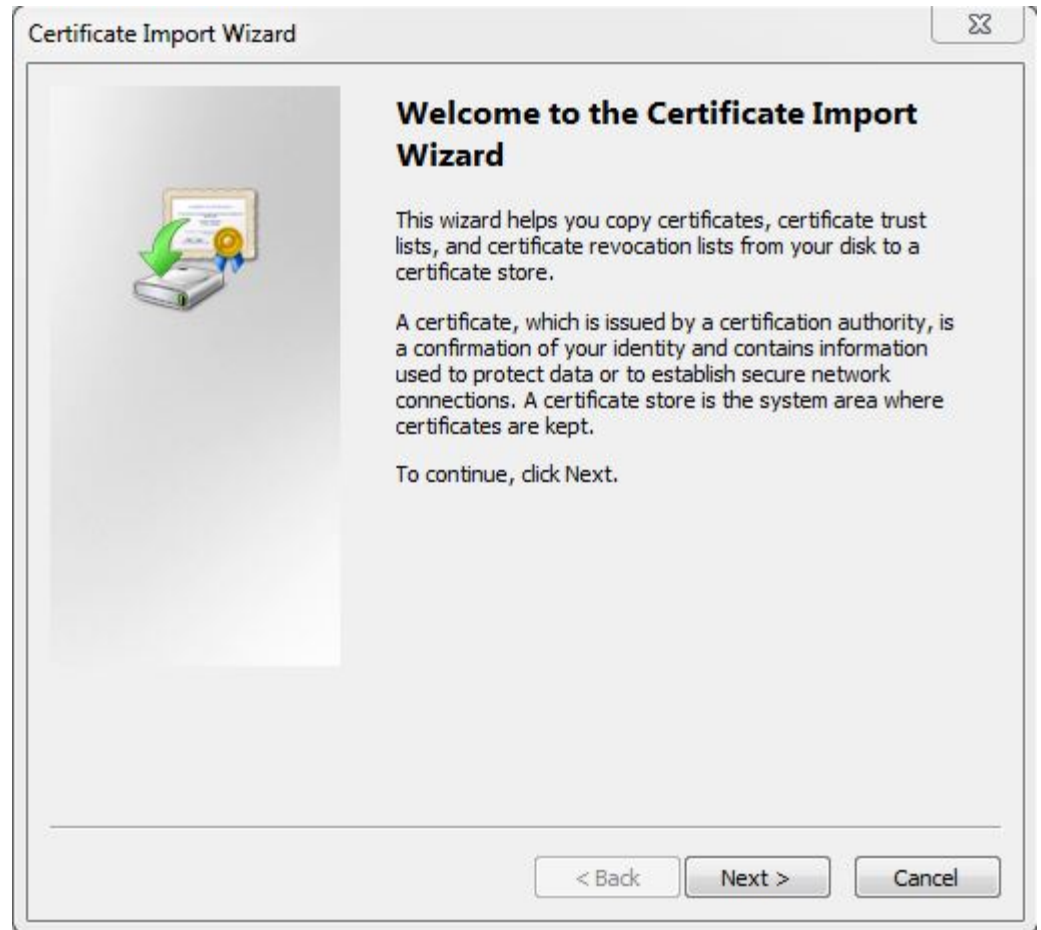 Certificate Import Wizard
Welcome to the Certificate Import
Wizard
This wizard helps you copy certificates, certificate trust
lists, and certificate revocation lists from your disk to a
certificate store.
A certificate, which is issued by a certification authority, is
a confirmation of your identity and contains information
used to protect data or to establish secure network
connections. A certificate store is the system area where
certificates are kept.
To continue, click Next.
< Back
Next >
Cancel